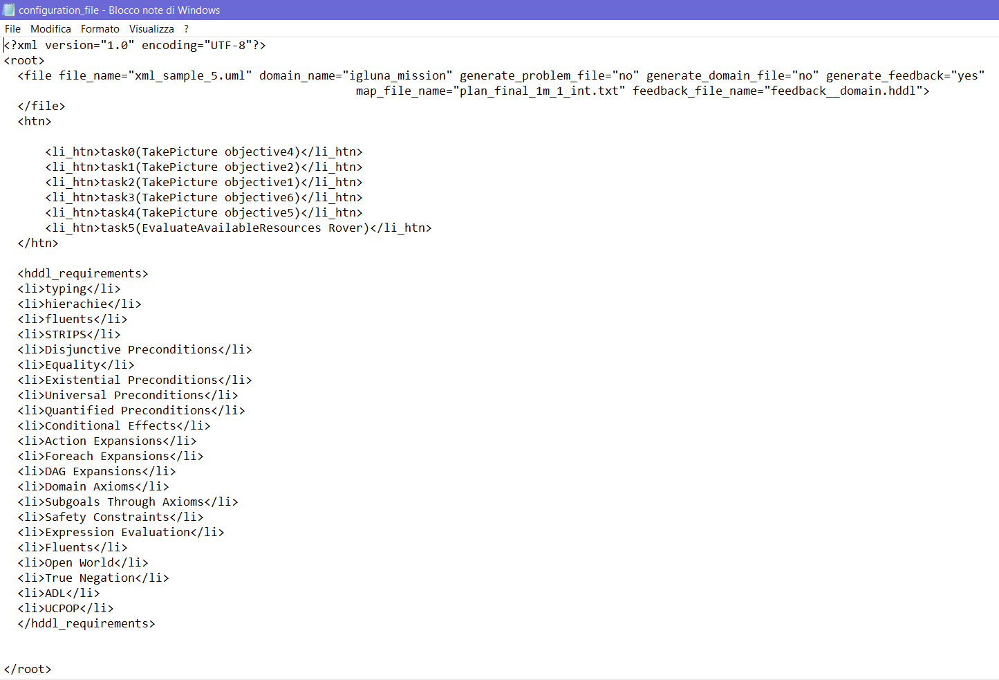 configuration_file - Blocco note di Windows
File Modifica Formato Visualizza ?
<?xml version="1.0" encoding="UTF-8"?>
<root>
<file file_name="xml_sample_5.uml" domain_name="igluna_mission" generate_problem_file="no" generate_domain_file="no" generate_feedback="yes"
map_file_name="plan_final_1m_1_int.txt" feedback_file_name="feedback__domain.hddl">
</file>
<htn>
<li_htn>task0(TakePicture objective4)</li_htn>
<li_htn>task1(TakePicture objective2)</li_htn>
<li_htn>task2(TakePicture objective1)</li_htn>
<li_htn>task3(TakePicture objective6)</li_htn>
<li_htn>task4(TakePicture objective5)</li_htn>
<li_htn>task5(EvaluateAvailableResources Rover)</li_htn>
</htn>
<hddl_requirements>
<li>typing</li>
<li>hierachie</li>
<li>fluents</li>
<li>STRIPS</li>
<li>Disjunctive Preconditions</li>
<li>Equality</li>
<li>Existential Preconditions</li>
<li>Universal Preconditions</li>
<li>Quantified Preconditions</li>
<li>Conditional Effects</li>
<li>Action Expansions</li>
<li>Foreach Expansions</li>
<li>DAG Expansions</li>
<li>Domain Axioms</li>
<li>Subgoals Through Axioms</li>
<li>Safety Constraints</li>
<li>Expression Evaluation</li>
<li>Fluents</li>
<li>Open World</li>
<li>True Negation</li>
<li>ADL</li>
<li>UCPOP</li>
</hddl_requirements>
</root>